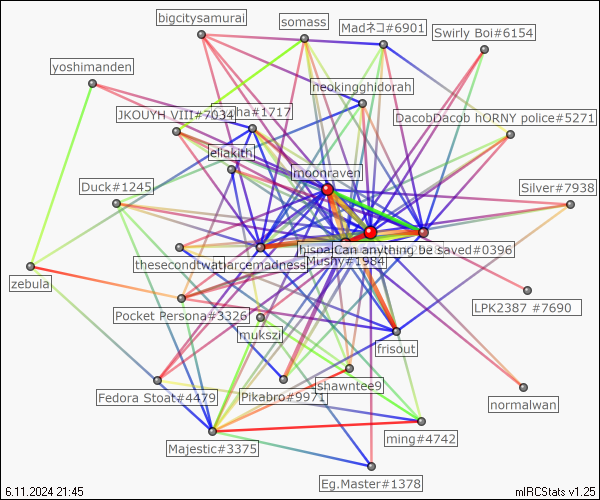 bigcitysamurai
somass
Madネコ#6901
Swirly Boi#6154
yoshimanden
neokingghidorah
JKOUYH VIII#7034
ha#1717
DacobDacob hORNY police#5271
eliakith
moonraven
Duck#1245
Silver#7938
Can anything be saved#0396
thesecondtwat
arcemadness
Mushy#1984
zebula
LPK2387 #7690
Pocket Persona#3326
mukszi
frisout
shawntee9
Fedora Stoat#4479
Pikabro#9971
normalwan
Majestic#3375
ming#4742
Eg.Master#1378
6.11.2024 21:45
mIRCStats v1.25